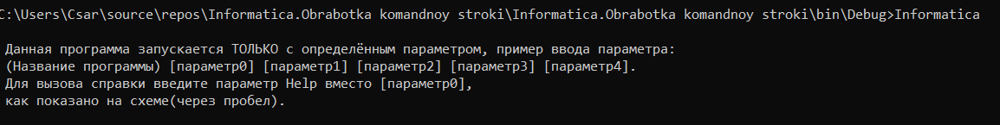 C:\Users\Csar\source\repos\Informatica.Obrabotka komandnoy stroki\Informatica.Obrabotka komandnoy stroki\bin\Debug>Informatica
Данная программа запускается ТОЛЬКО с определённым параметром, пример ввода параметра:
(Название программы) [параметр0] [параметр1] [параметр2] [параметр3] [параметр4].
Для вызова справки введите параметр Help вместо [параметр0],
как показано на схеме(через пробел).